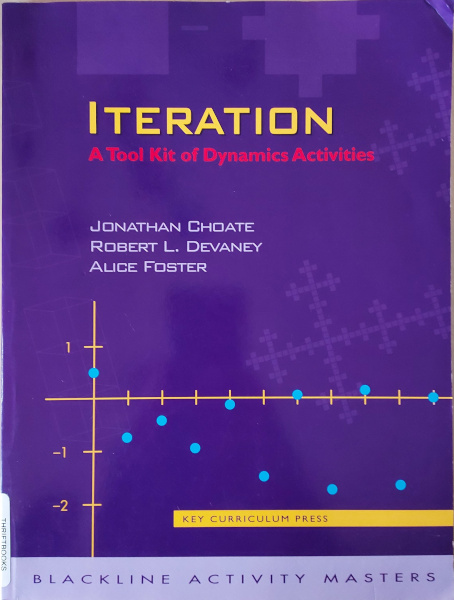 ITERATION
A Tool Kit of Dynamics Activities
JONATHAN CHOATE
ROBERT L. DEVANEY
ALICE FOSTER
1
-1
-2
KEY CURRICULUM PRESS
THRIFTBOOKS
BLACKLINE ACTIVITY MASTERS